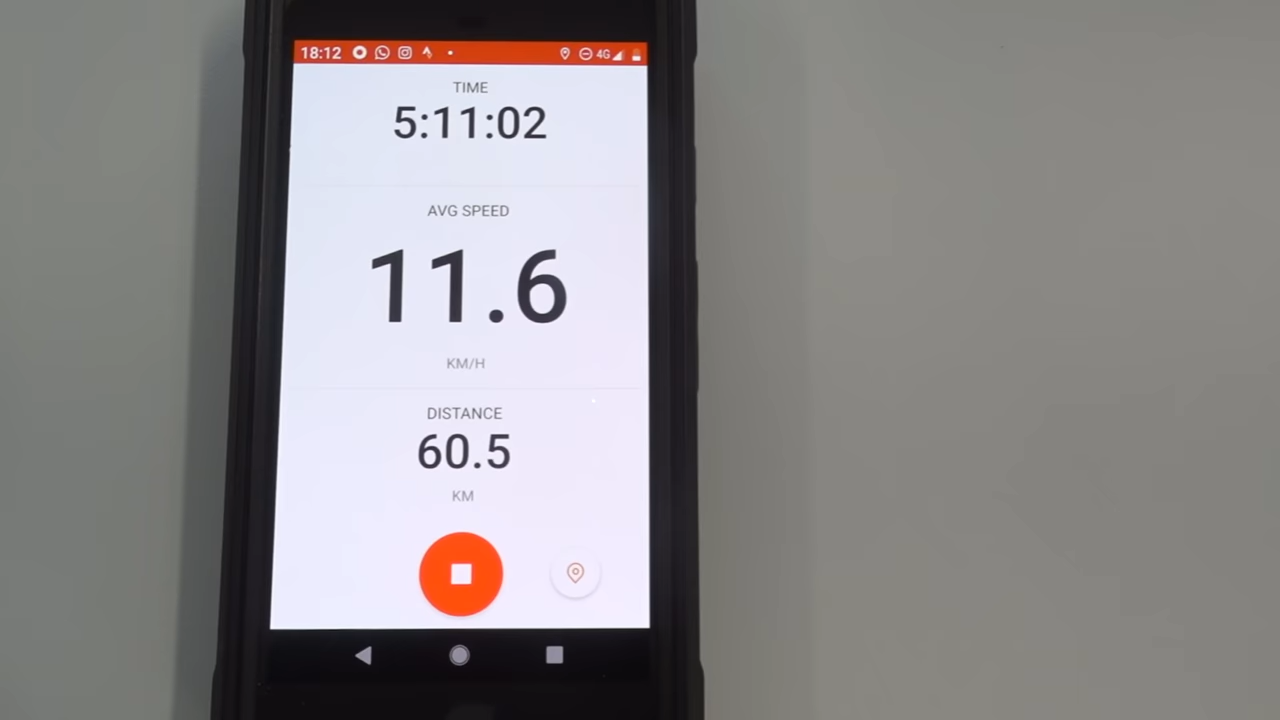 18:12 4G
TIME
5:11:02
AVG SPEED
11.6
KM/H
DISTANCE
60.5
KM